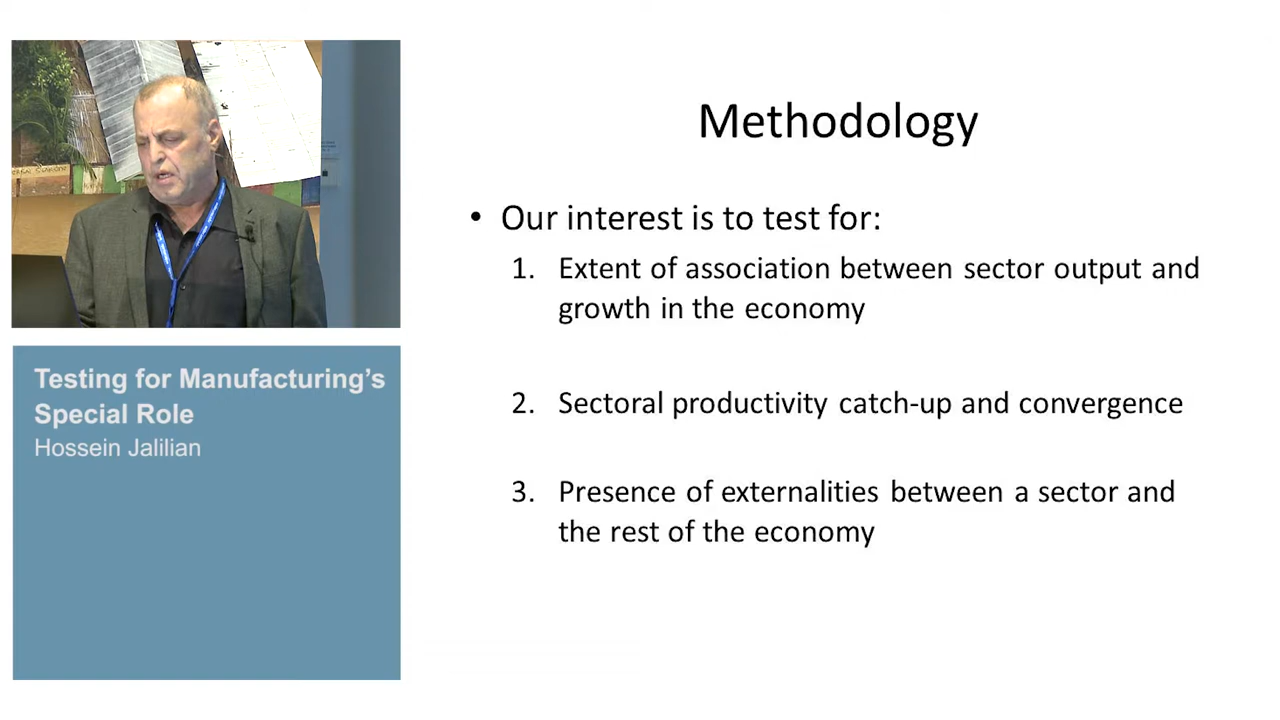 Methodology
• Our interest is to test for:
1. Extent of association between sector output and
growth in the economy
2. Sectoral productivity catch-up and convergence
3. Presence of externalities between a sector and
the rest of the economy
Testing for Manufacturing's
Special Role
Hossein Jalilian